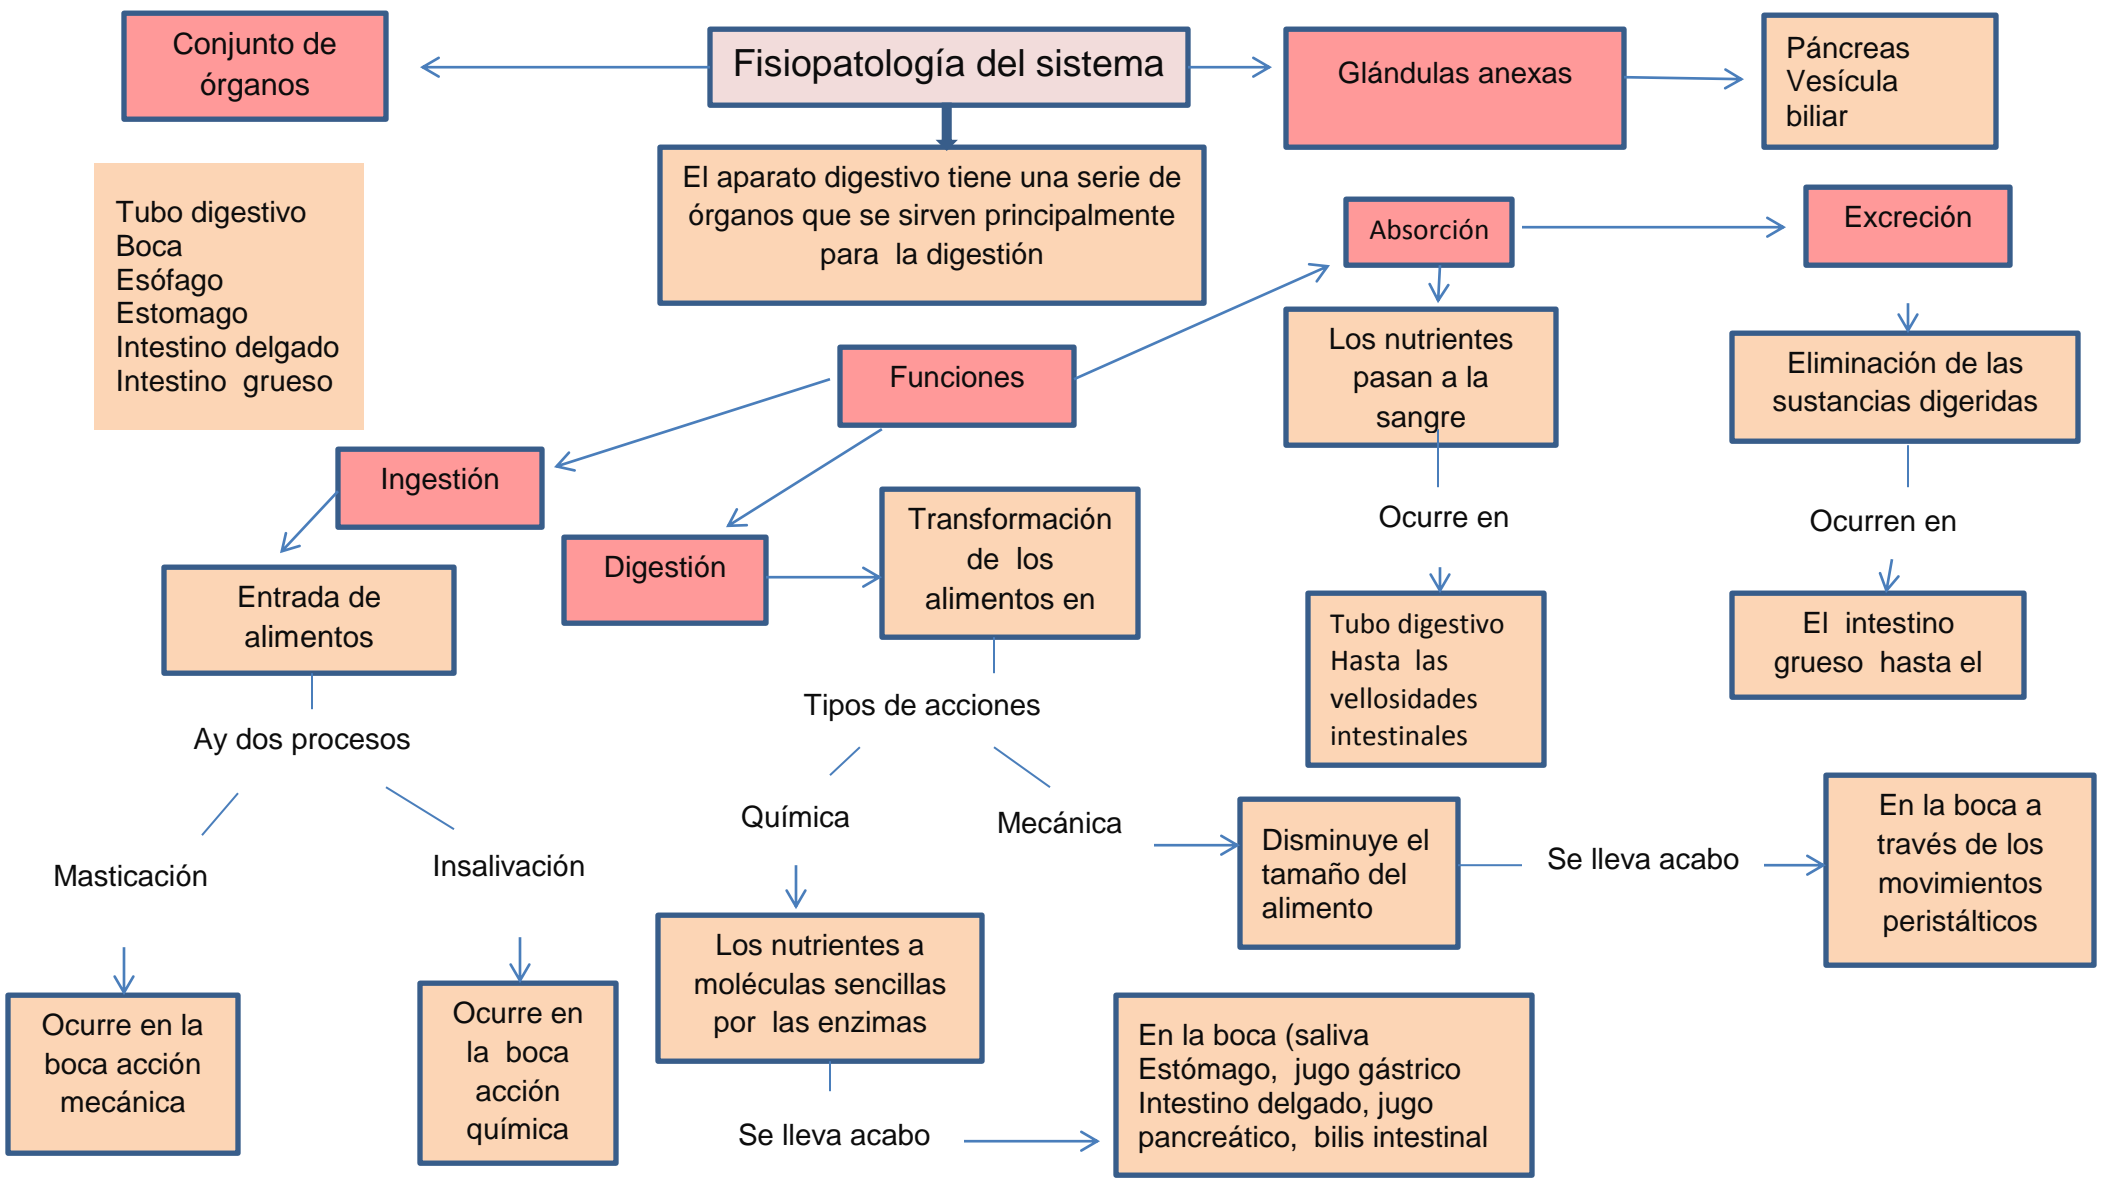 Conjunto de
órganos
Fisiopatología del sistema
Glándulas anexas
Páncreas
Vesícula
biliar
Tubo digestivo
Boca
Esófago
Estomago
Intestino delgado
Intestino grueso
El aparato digestivo tiene una serie de
órganos que se sirven principalmente
para la digestión
Absorción
Excreción
Funciones
Los nutrientes
pasan a la
sangre
Eliminación de las
sustancias digeridas
Ingestión
Digestión
Transformación
de los
alimentos en
Ocurre en
Ocurren en
Entrada de
alimentos
Tubo digestivo
Hasta las
vellosidades
intestinales
El intestino
grueso hasta el
Ay dos procesos
Tipos de acciones
Masticación
Insalivación
Química
Mecánica
Disminuye el
tamaño del
alimento
Se lleva acabo
En la boca a
través de los
movimientos
peristálticos
Ocurre en la
boca acción
mecánica
Ocurre en
la boca
acción
química
Los nutrientes a
moléculas sencillas
por las enzimas
Se lleva acabo
En la boca (saliva
Estómago, jugo gástrico
Intestino delgado, jugo
pancreático, bilis intestinal